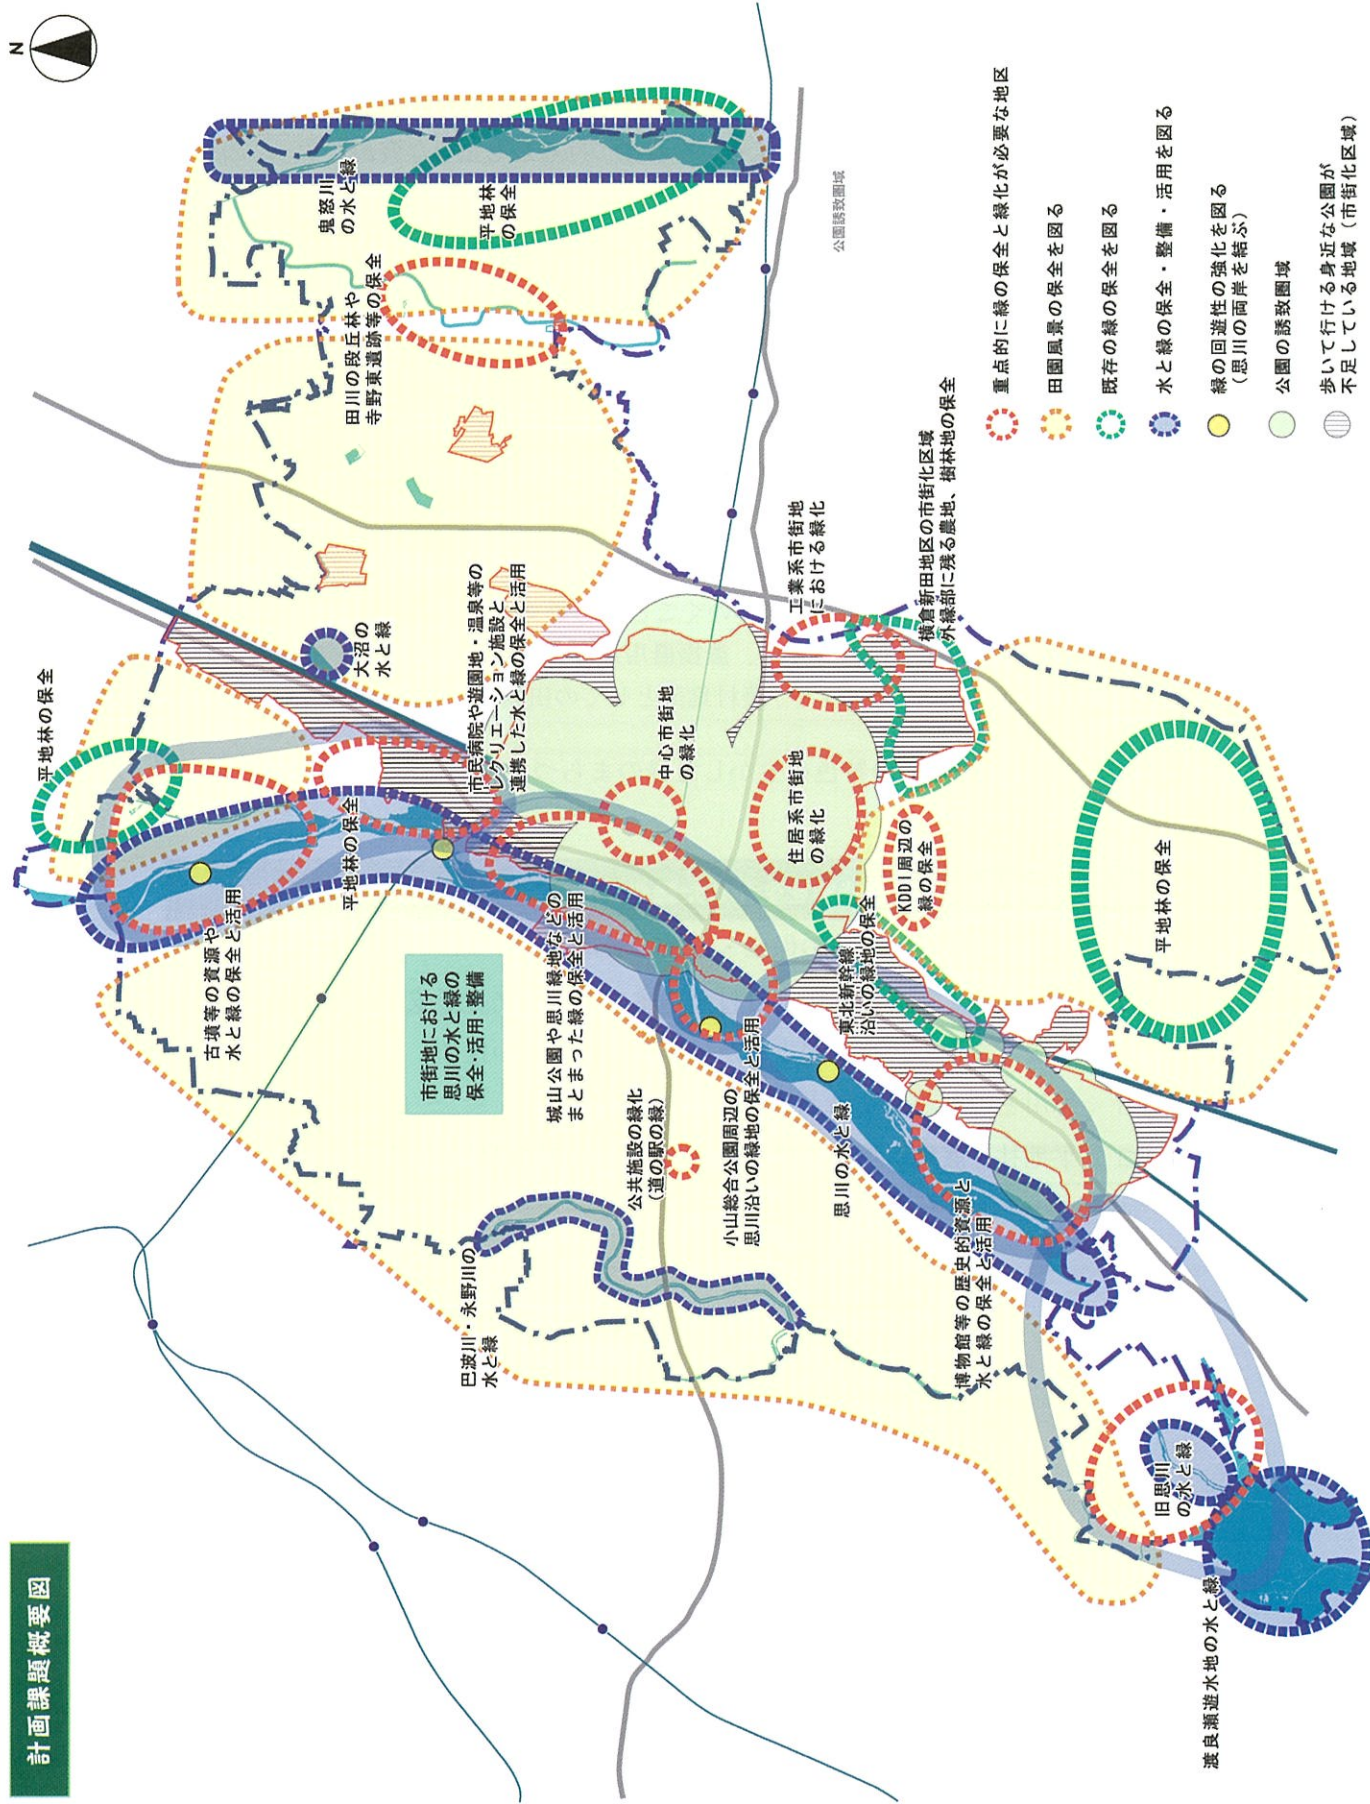 計画課題概要図
N
平地林の保全
古墳等の資源や
水と緑の保全と活用
平地林の保全
大沼の
水と緑
市民病院や遊園地・温泉等の
レクリエーション施設と
連携した水と緑の保全と活用
田川の段丘林や
寺野東遺跡等の保全
鬼怒川
の水と緑
平地林
の保全
市街地における
思川の水と緑の
保全・活用・整備
巴波川・永野川の
水と緑
城山公園や思川緑地などの
まとまった緑の保全と活用
中心市街地
の緑化
公共施設の緑化
（道の駅の緑）
小山総合公園周辺の
思川沿いの緑地の保全と活用
住居系市街地
の緑化
工業系市街地
における緑化
思川の水と緑
東北新幹線
沿いの緑地の保全
KDDI周辺の
緑の保全
横倉新田地区の市街化区域
外縁部に残る農地、樹林地の保全
博物館等の歴史的資源と
水と緑の保全と活用
平地林の保全
旧思川
の水と緑
渡良瀬遊水地の水と緑
公園誘致圏域
重点的に緑の保全と緑化が必要な地区
田園風景の保全を図る
既存の緑の保全を図る
水と緑の保全・整備・活用を図る
緑の回遊性の強化を図る
（思川の両岸を結ぶ）
公園の誘致圏域
歩いて行ける身近な公園が
不足している地域（市街化区域）